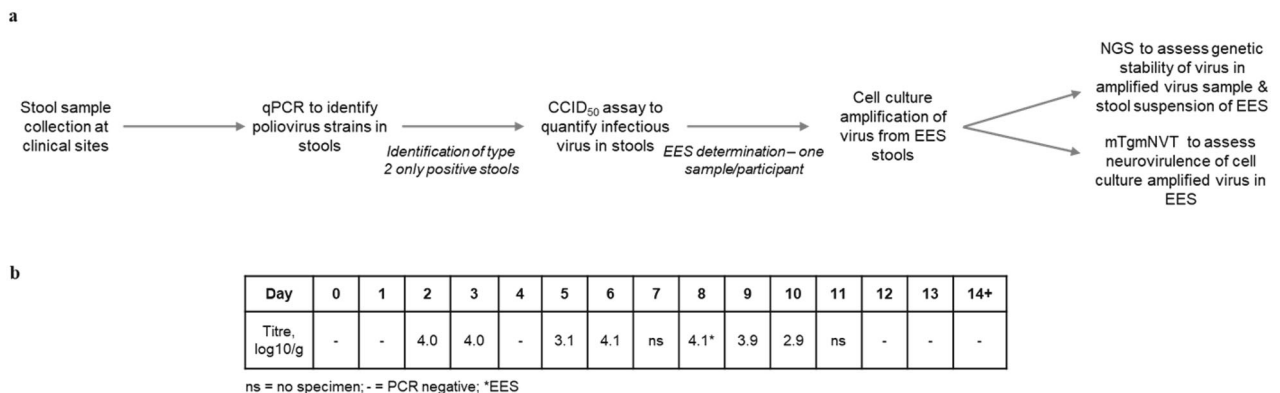 a
Stool sample
collection at
clinical sites
qPCR to identify
poliovirus strains in
stools
Identification of type
2 only positive stools
CCID50 assay to
quantify infectious
virus in stools
EES determination – one
sample/participant
Cell culture
amplification of
virus from EES
stools
NGS to assess genetic
stability of virus in
amplified virus sample &
stool suspension of EES
mTgmNVT to assess
neurovirulence of cell
culture amplified virus in
EES
b
Day 0 1 2 3 4 5 6 7 8 9 10 11 12 13 14+
Titre,
log10/g - - 4.0 4.0 - 3.1 4.1 ns 4.1* 3.9 2.9 ns - - -
ns = no specimen; - = PCR negative; *EES